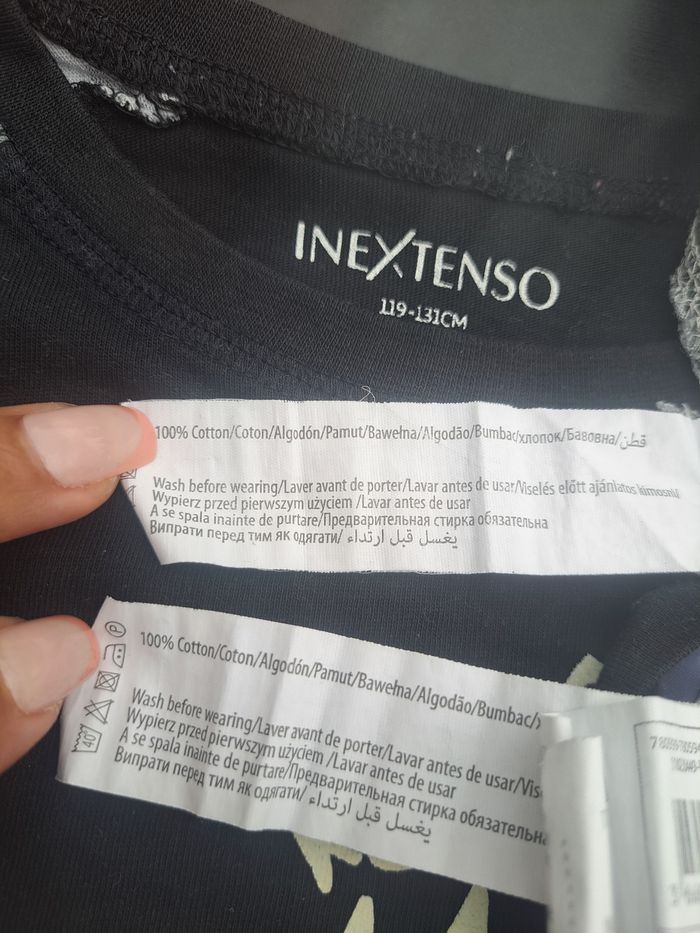 INEXTENSO
119-131CM
100% Cotton/Coton/Algodón/Pamut/Bawełna/Algodão/Bumbac/хлопок/Бавовна/قطن
Wash before wearing/Laver avant de porter/Lavar antes de usar/Viselés előtt ajánlatos kimosni/
Wypierz przed pierwszym użyciem /Lavar antes de usar
A se spala inainte de purtare/Предварительная стирка обязательна
Випрати перед тим як одягати/ يغسل قبل ارتداء
100% Cotton/Coton/Algodón/Pamut/Bawełna/Algodão/Bumbac/
Wash before wearing/Laver avant de porter/Lavar antes de usar/Vis
Wypierz przed pierwszym użyciem /Lavar antes de usar
A se spala inainte de purtare/Предварительная стирка обязательна
Випрати перед тим як одягати/ يغسل قبل ارتداء
P
40